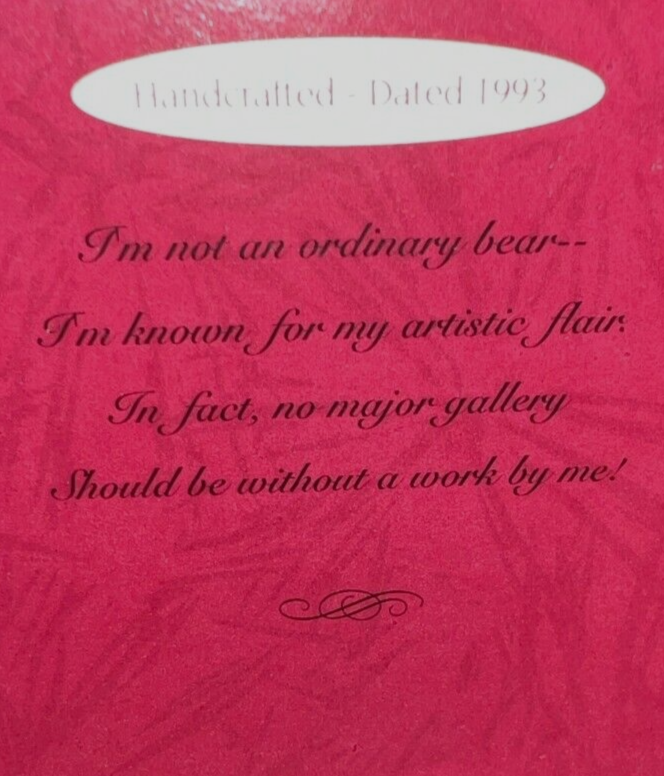 Handcrafted - Dated 1993
I'm not an ordinary bear--
I'm known for my artistic flair.
In fact, no major gallery
Should be without a work by me!